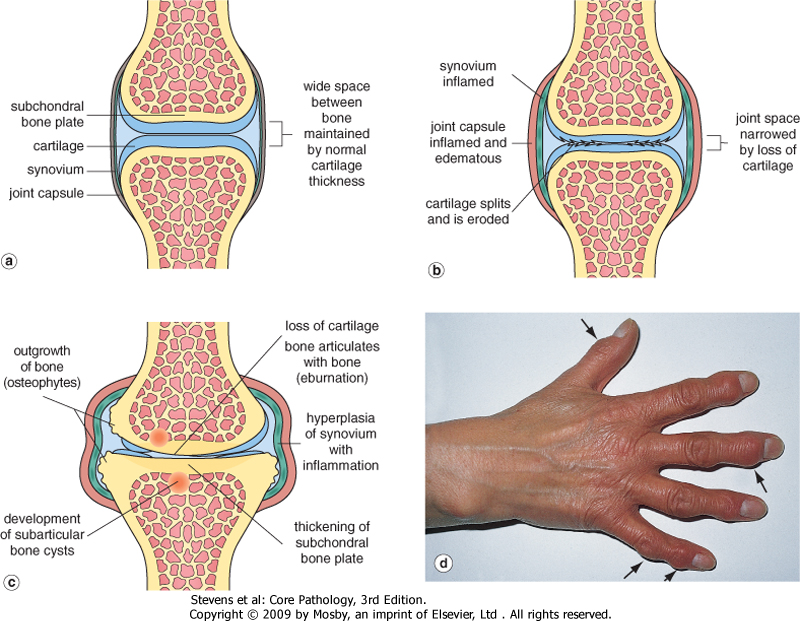 subchondral
bone plate
cartilage
synovium
joint capsule
wide space
between
bone
maintained
by normal
cartilage
thickness
a
synovium
inflamed
joint capsule
inflamed and
edematous
cartilage splits
and is eroded
joint space
narrowed
by loss of
cartilage
b
outgrowth
of bone
(osteophytes)
development
of subarticular
bone cysts
loss of cartilage
bone articulates
with bone
(eburnation)
hyperplasia
of synovium
with
inflammation
thickening of
subchondral
bone plate
c
d
Stevens et al: Core Pathology, 3rd Edition.
Copyright © 2009 by Mosby, an imprint of Elsevier, Ltd . All rights reserved.